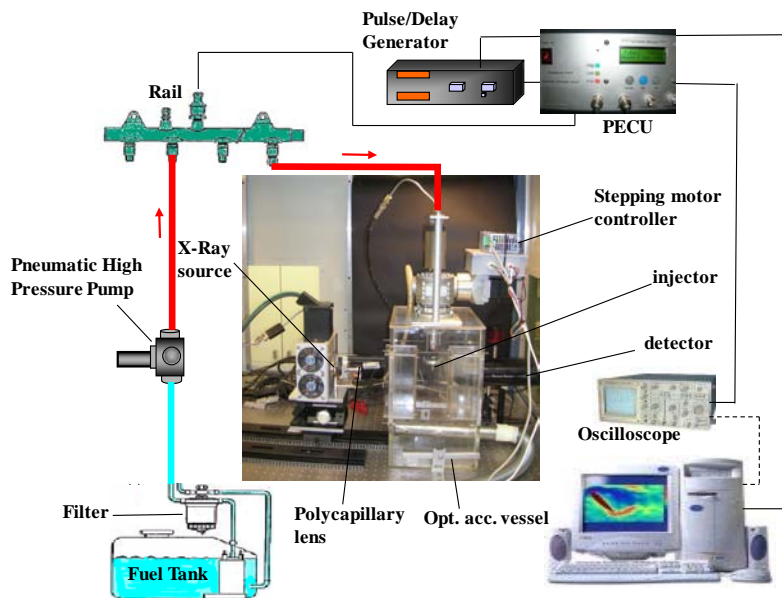 Pulse/Delay
Generator
PECU
Rail
Stepping motor
controller
X-Ray
source
Pneumatic High
Pressure Pump
injector
detector
Oscilloscope
Filter
Polycapillary
lens
Opt. acc. vessel
Fuel Tank